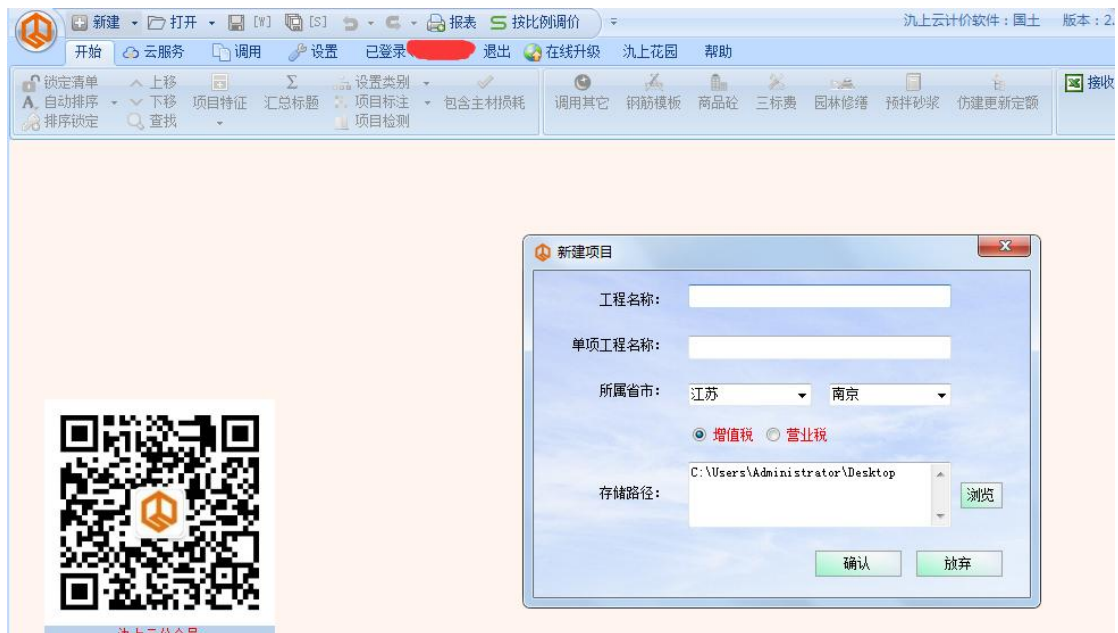 新建 打开 [W] [S] 报表 按比例调价 氿上云计价软件：国土 版本：2.
开始 云服务 调用 设置 已登录 退出 在线升级 氿上花园 帮助
锁定清单 上移 设置类别
自动排序 下移 项目特征 汇总标题 项目标注 包含主材损耗 调用其它 钢筋模板 商品砼 三标费 园林修缮 预拌砂浆 仿建更新定额 接收
排序锁定 查找 项目检测
新建项目
工程名称：
单项工程名称：
所属省市： 江苏 南京
增值税 营业税
存储路径： C:\Users\Administrator\Desktop 浏览
确认 放弃